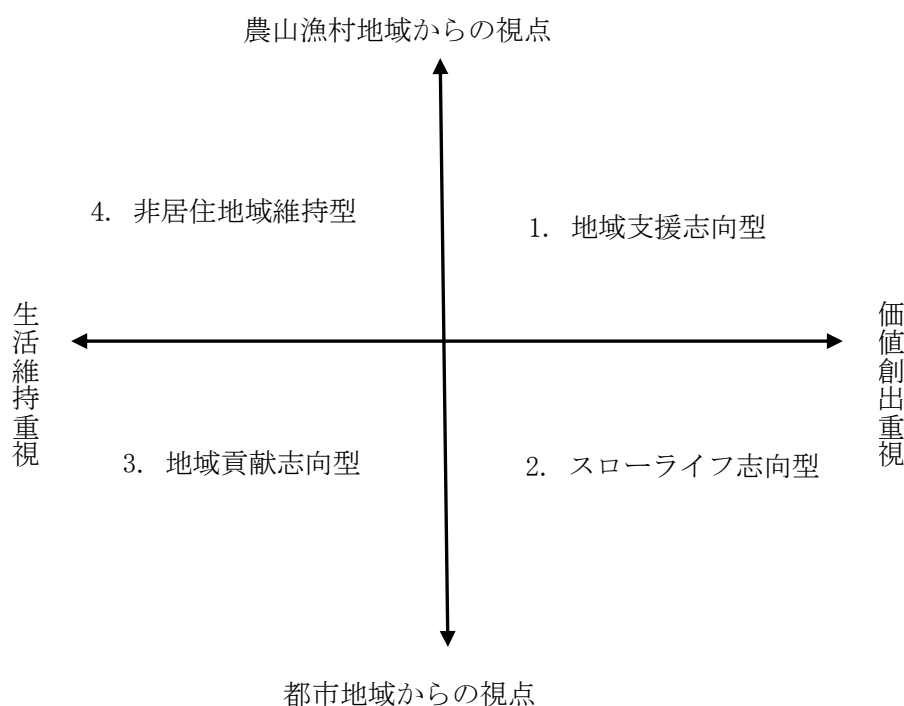 農山漁村地域からの視点
4. 非居住地域維持型
1. 地域支援志向型
生活維持重視
価値創出重視
3. 地域貢献志向型
2. スローライフ志向型
都市地域からの視点